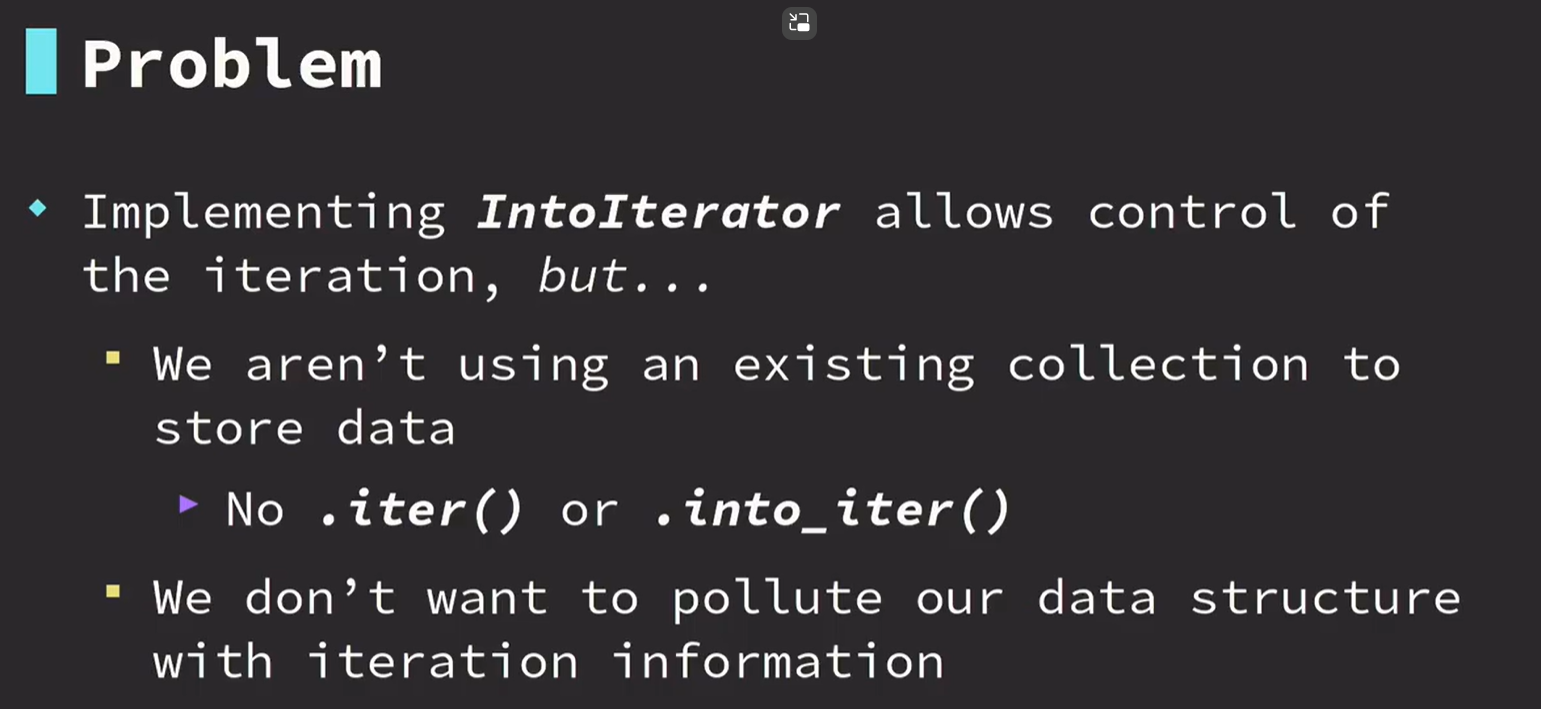 Problem
Implementing IntoIterator allows control of
the iteration, but...
We aren’t using an existing collection to
store data
No .iter() or .into_iter()
We don’t want to pollute our data structure
with iteration information